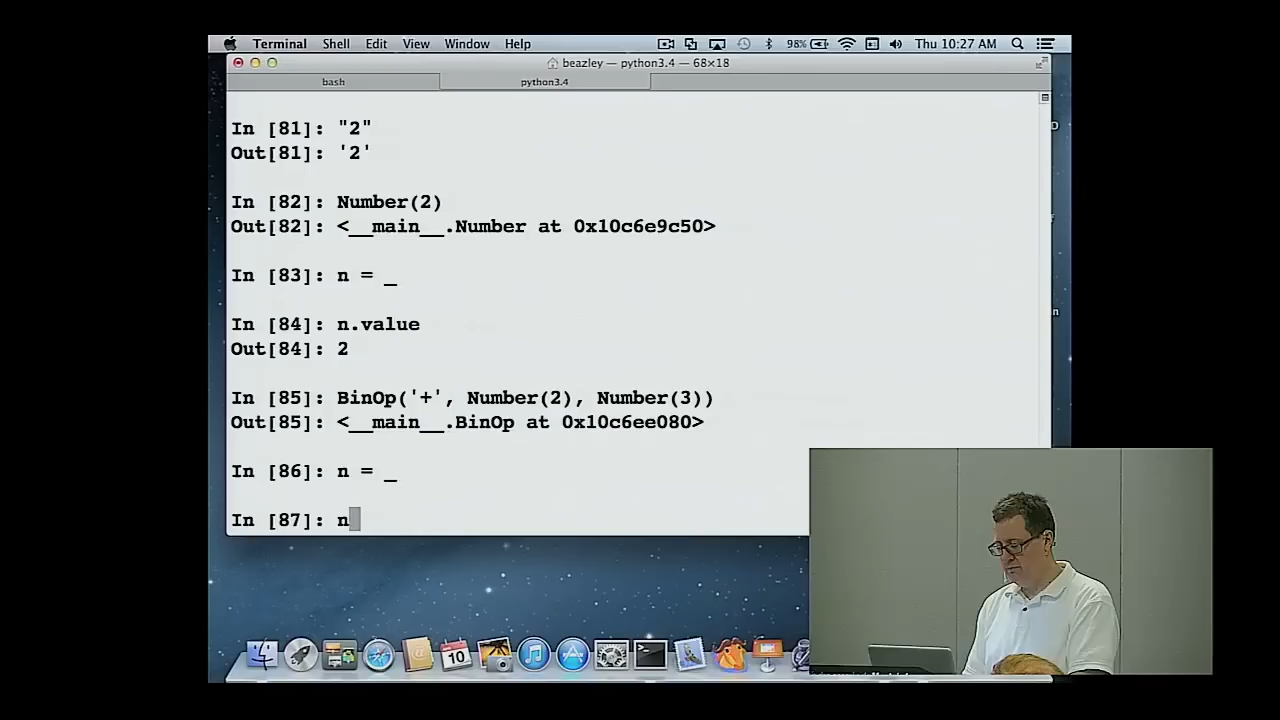 Terminal Shell Edit View Window Help 98% Thu 10:27 AM
beazley — python3.4 — 68×18
bash python3.4
In [81]: "2"
Out[81]: '2'
In [82]: Number(2)
Out[82]: <__main__.Number at 0x10c6e9c50>
In [83]: n = _
In [84]: n.value
Out[84]: 2
In [85]: BinOp('+', Number(2), Number(3))
Out[85]: <__main__.BinOp at 0x10c6ee080>
In [86]: n = _
In [87]: n
10